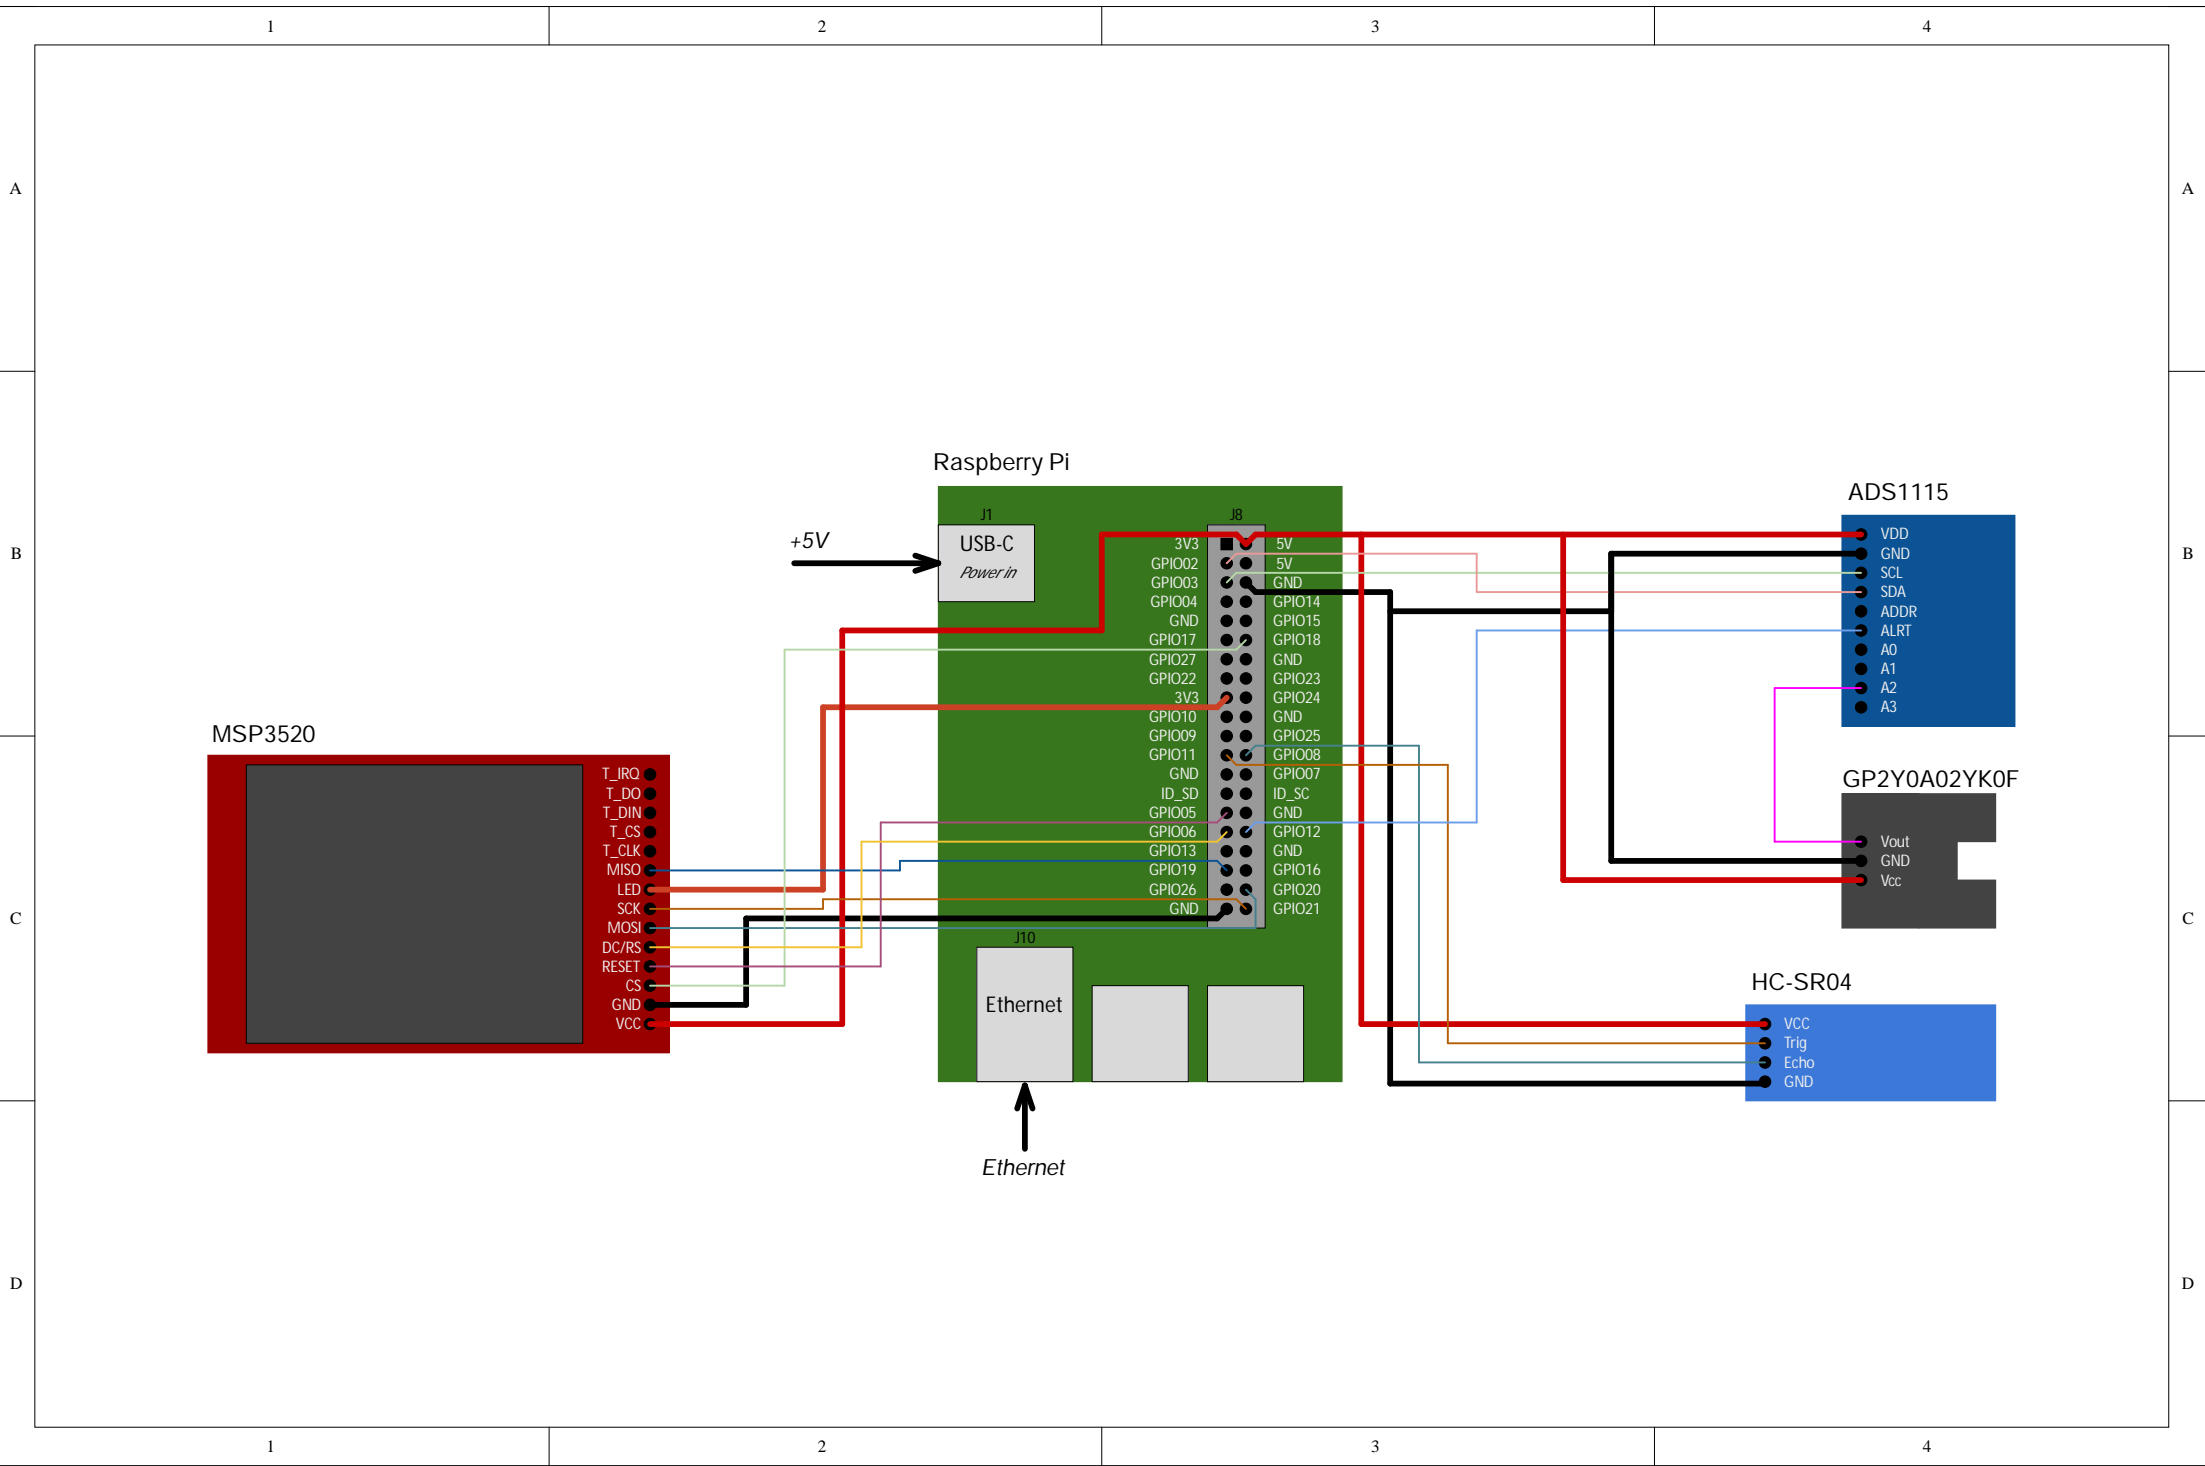 1 2 3 4
A A
B B
C C
D D
Raspberry Pi
J1
USB-C
Power in
+5V
J8
3V3 5V
GPIO02 5V
GPIO03 GND
GPIO04 GPIO14
GND GPIO15
GPIO17 GPIO18
GPIO27 GND
GPIO22 GPIO23
3V3 GPIO24
GPIO10 GND
GPIO09 GPIO25
GPIO11 GPIO08
GND GPIO07
ID_SD ID_SC
GPIO05 GND
GPIO06 GPIO12
GPIO13 GND
GPIO19 GPIO16
GPIO26 GPIO20
GND GPIO21
J10
Ethernet
Ethernet
MSP3520
T_IRQ
T_DO
T_DIN
T_CS
T_CLK
MISO
LED
SCK
MOSI
DC/RS
RESET
CS
GND
VCC
ADS1115
VDD
GND
SCL
SDA
ADDR
ALRT
A0
A1
A2
A3
GP2Y0A02YK0F
Vout
GND
Vcc
HC-SR04
VCC
Trig
Echo
GND
1 2 3 4